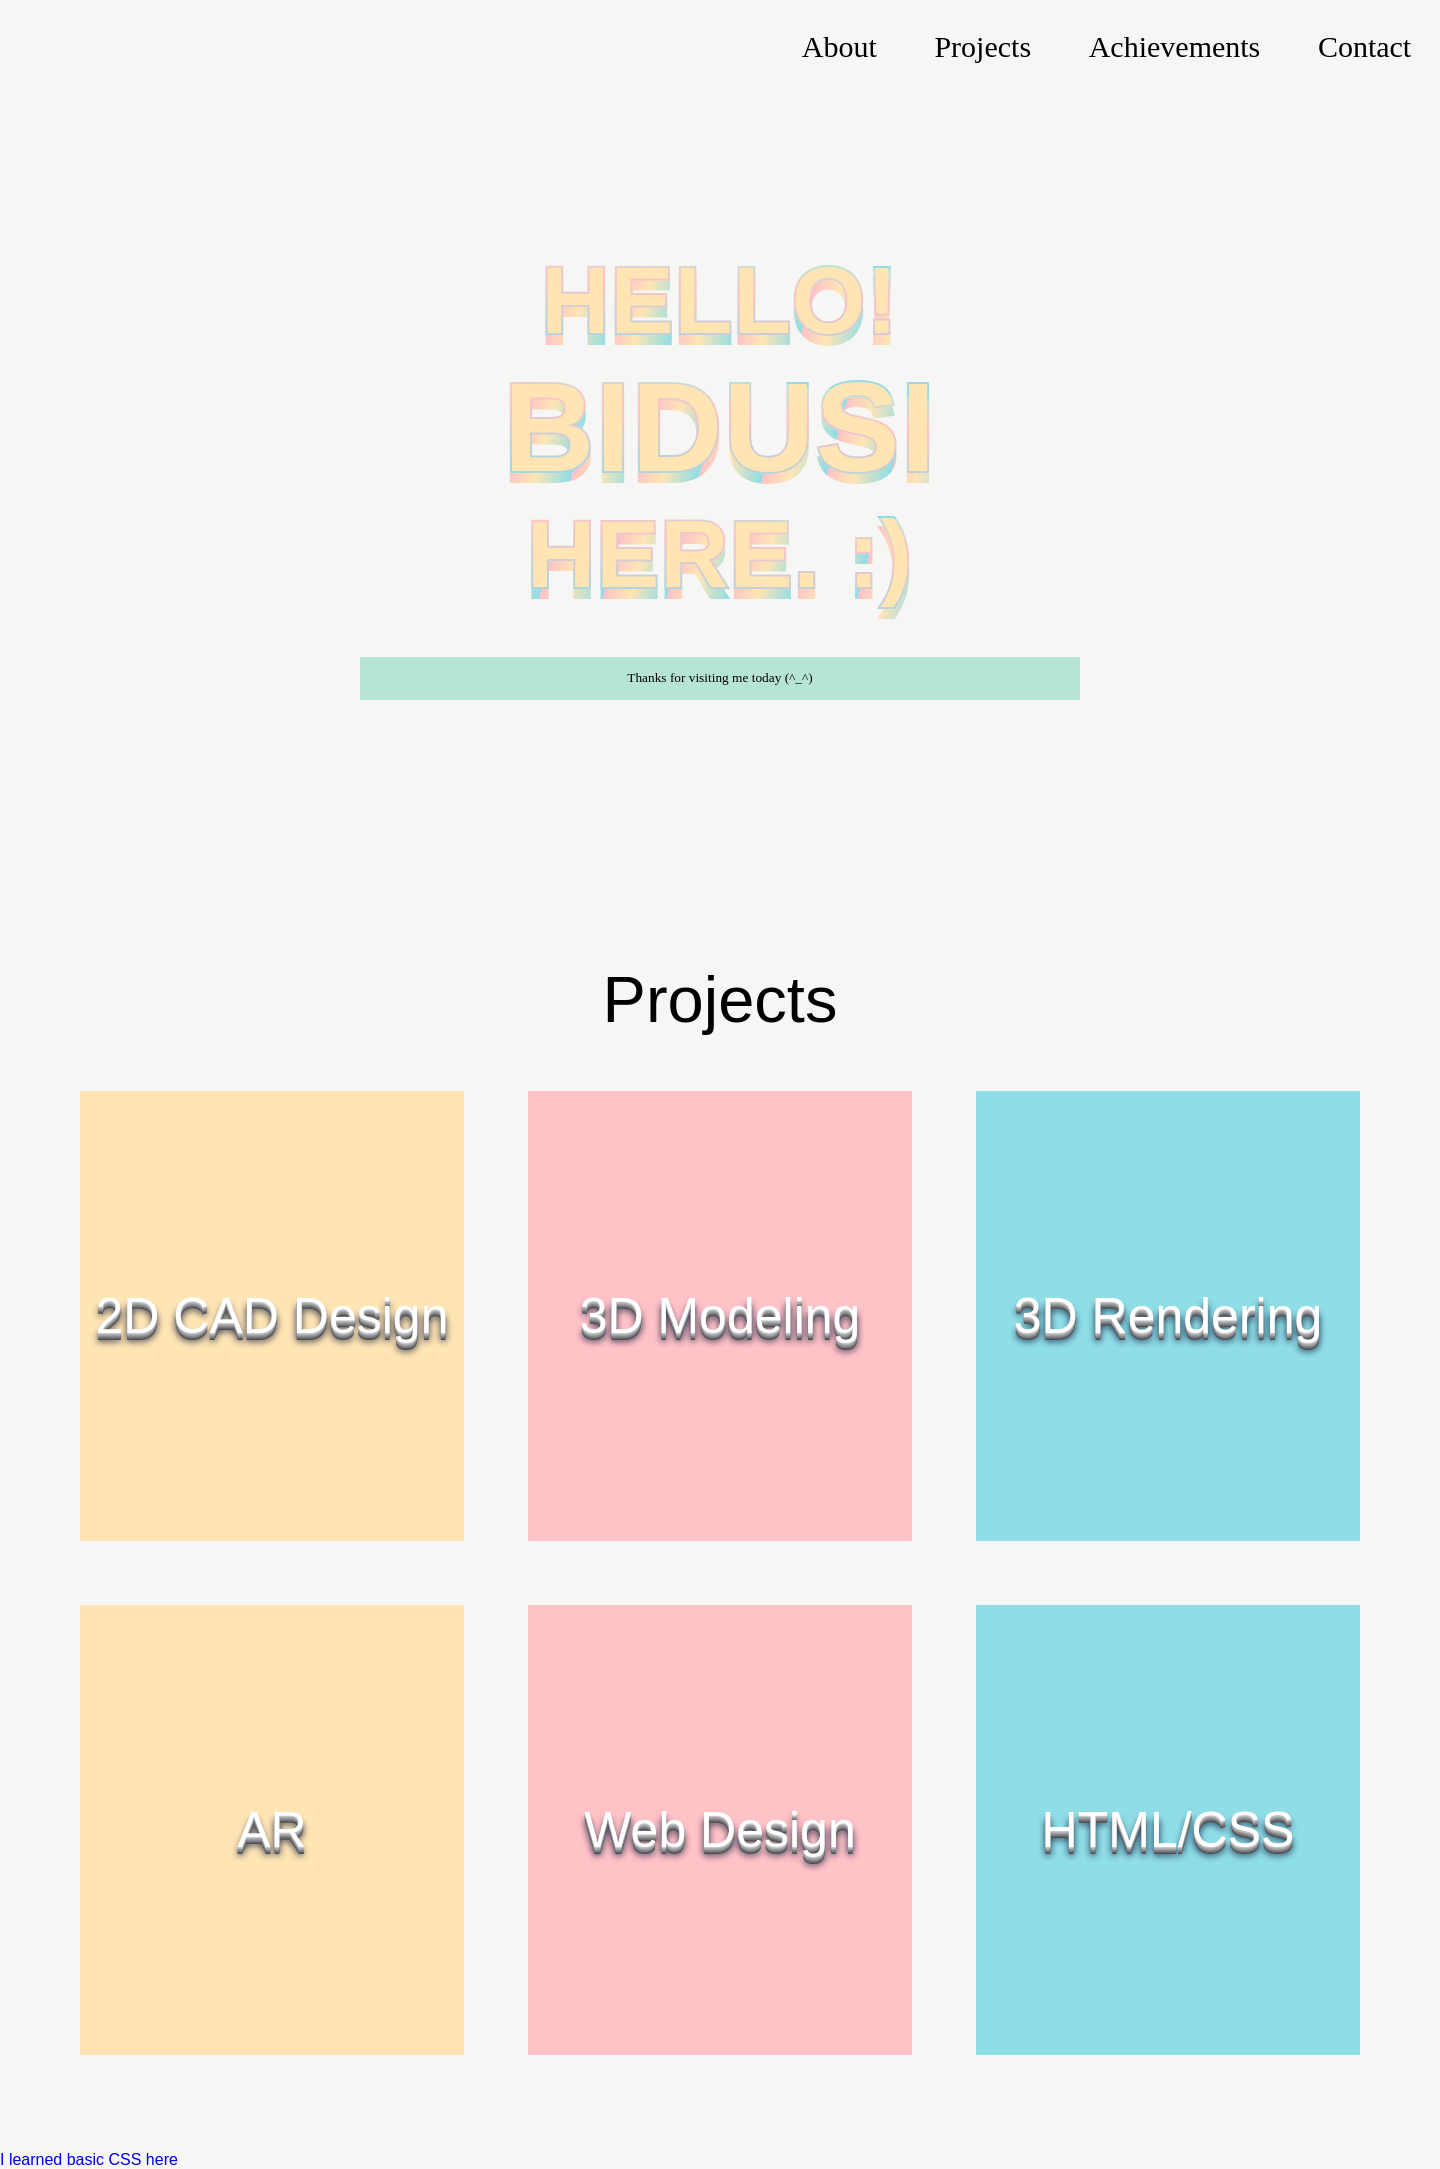 About Projects Achievements Contact
HELLO!
BIDUSI
HERE. :)
Thanks for visiting me today (^_^)
Projects
2D CAD Design
3D Modeling
3D Rendering
AR
Web Design
HTML/CSS
I learned basic CSS here